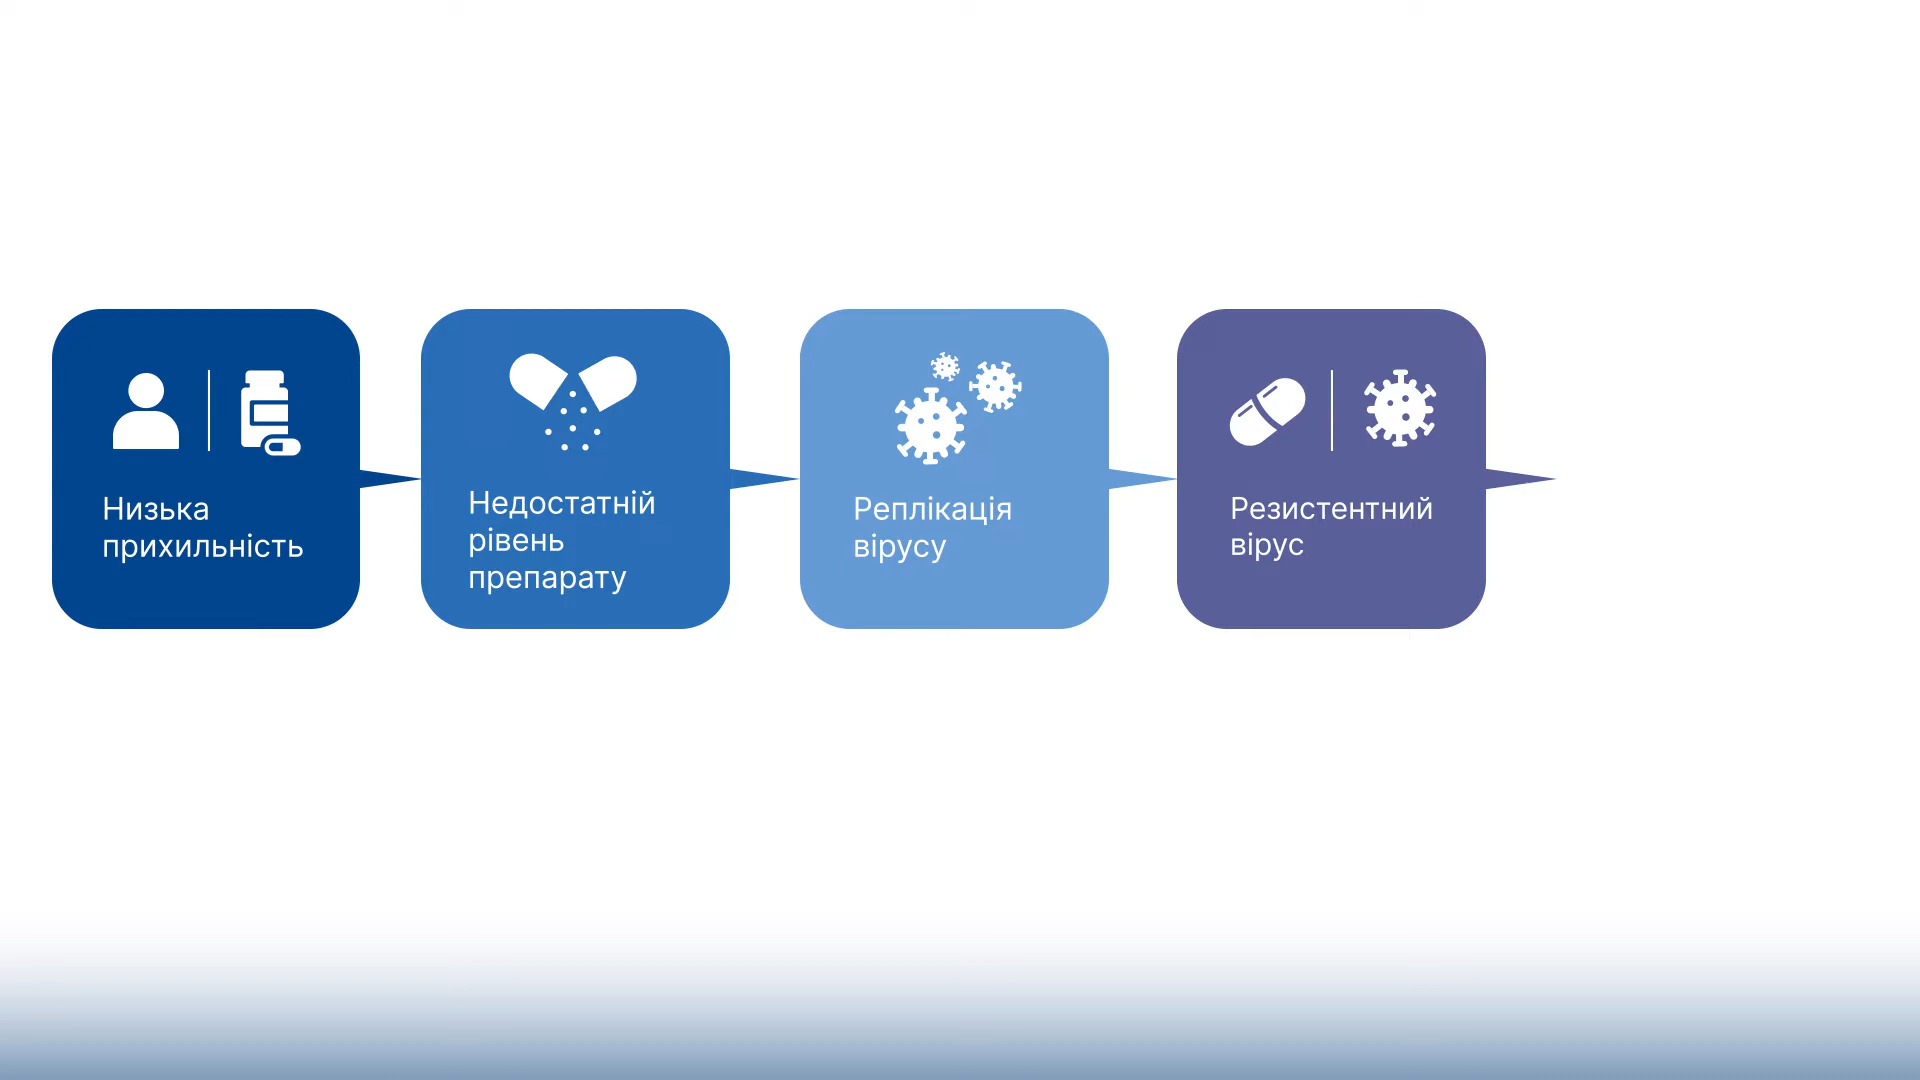 Низька
прихильність
Недостатній
рівень
препарату
Реплікація
вірусу
Резистентний
вірус